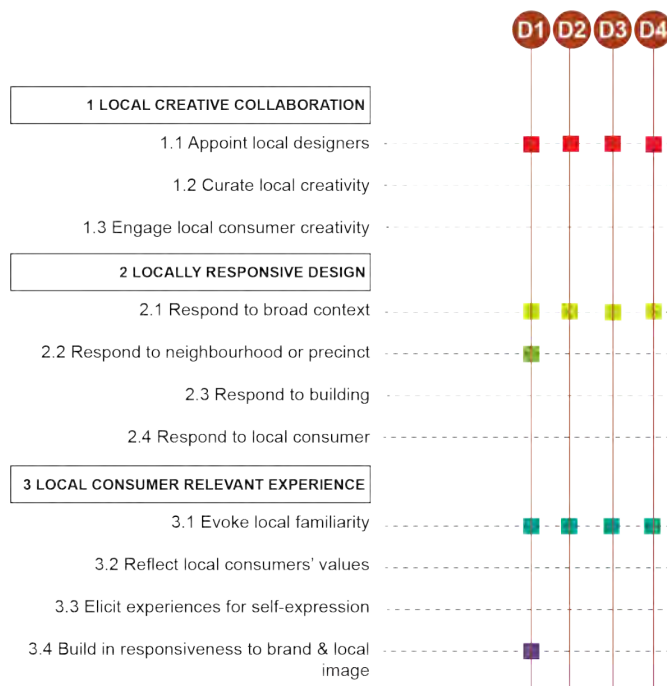 D1 D2 D3 D4
1 LOCAL CREATIVE COLLABORATION
1.1 Appoint local designers
1.2 Curate local creativity
1.3 Engage local consumer creativity
2 LOCALLY RESPONSIVE DESIGN
2.1 Respond to broad context
2.2 Respond to neighbourhood or precinct
2.3 Respond to building
2.4 Respond to local consumer
3 LOCAL CONSUMER RELEVANT EXPERIENCE
3.1 Evoke local familiarity
3.2 Reflect local consumers' values
3.3 Elicit experiences for self-expression
3.4 Build in responsiveness to brand & local
image